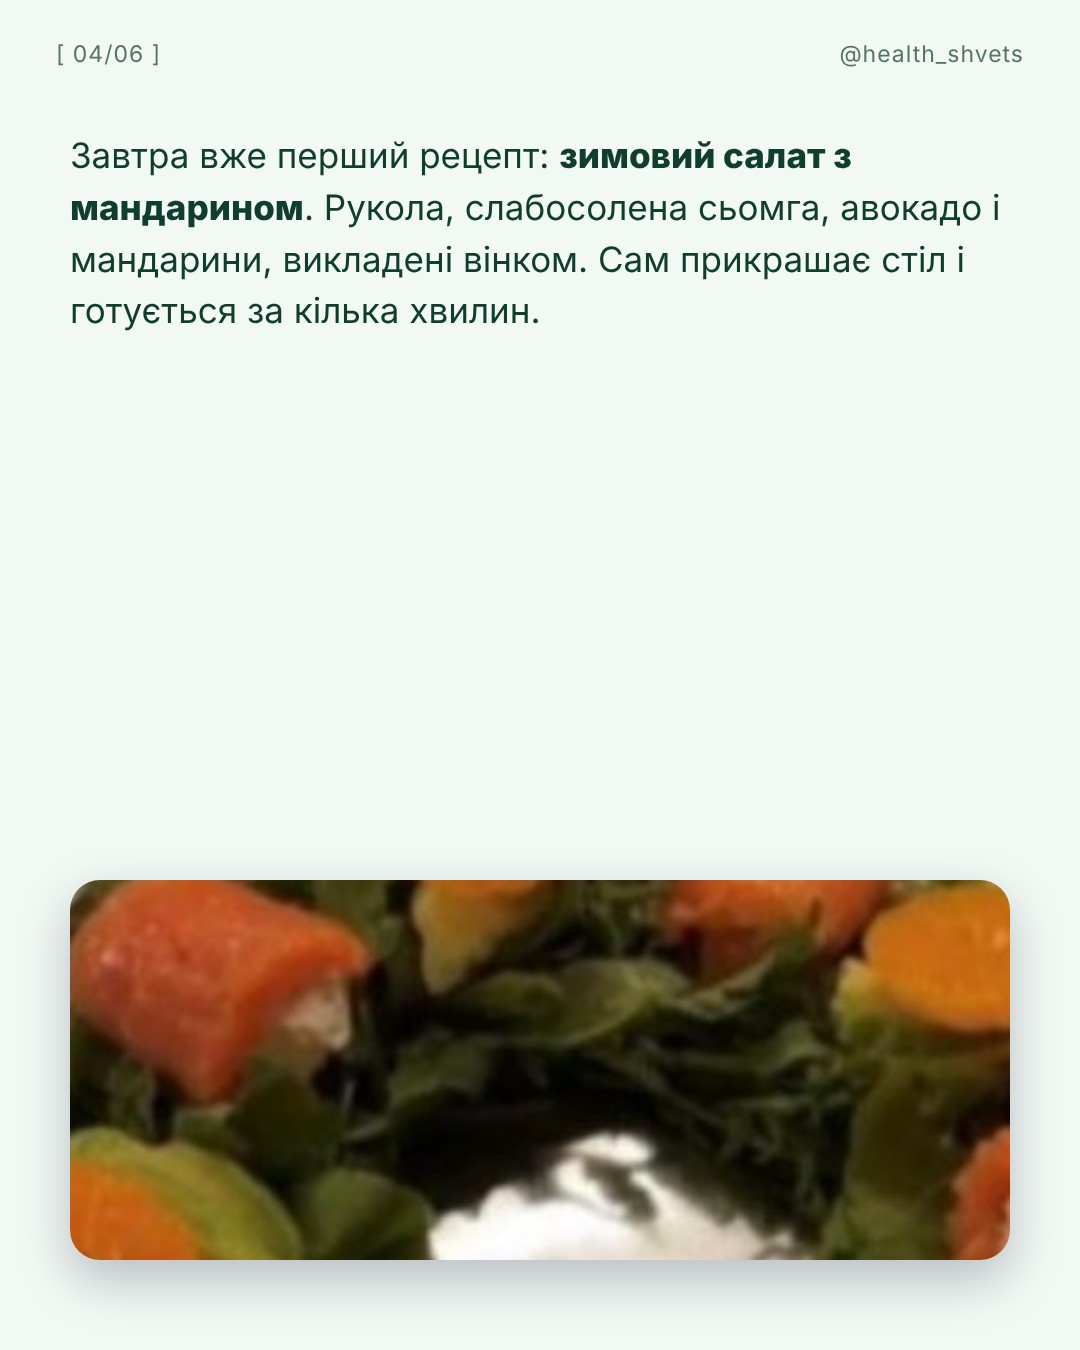 [ 04/06 ]
@health_shvets
Завтра вже перший рецепт: зимовий салат з
мандарином. Рукола, слабосолена сьомга, авокадо і
мандарини, викладені вінком. Сам прикрашає стіл і
готується за кілька хвилин.